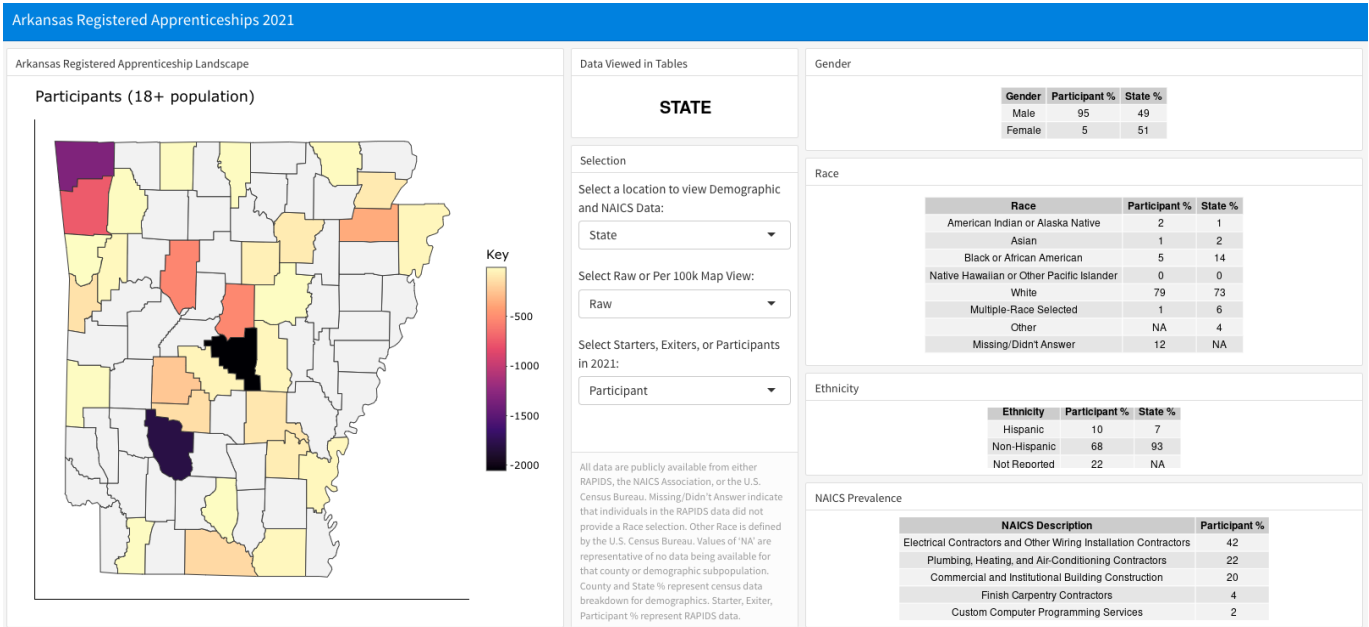 Arkansas Registered Apprenticeships 2021
Arkansas Registered Apprenticeship Landscape
Participants (18+ population)
Key
-500
-1000
-1500
-2000
Data Viewed in Tables
STATE
Selection
Select a location to view Demographic
and NAICS Data:
State
Select Raw or Per 100k Map View:
Raw
Select Starters, Exiters, or Participants
in 2021:
Participant
All data are publicly available from either
RAPIDS, the NAICS Association, or the U.S.
Census Bureau. Missing/Didn't Answer indicate
that individuals in the RAPIDS data did not
provide a Race selection. Other Race is defined
by the U.S. Census Bureau. Values of 'NA' are
representative of no data being available for
that county or demographic subpopulation.
County and State % represent census data
breakdown for demographics. Starter, Exiter,
Participant % represent RAPIDS data.
Gender
Gender Participant % State %
Male 95 49
Female 5 51
Race
Race Participant % State %
American Indian or Alaska Native 2 1
Asian 1 2
Black or African American 5 14
Native Hawaiian or Other Pacific Islander 0 0
White 79 73
Multiple-Race Selected 1 6
Other NA 4
Missing/Didn't Answer 12 NA
Ethnicity
Ethnicity Participant % State %
Hispanic 10 7
Non-Hispanic 68 93
Not Reported 22 NA
NAICS Prevalence
NAICS Description Participant %
Electrical Contractors and Other Wiring Installation Contractors 42
Plumbing, Heating, and Air-Conditioning Contractors 22
Commercial and Institutional Building Construction 20
Finish Carpentry Contractors 4
Custom Computer Programming Services 2